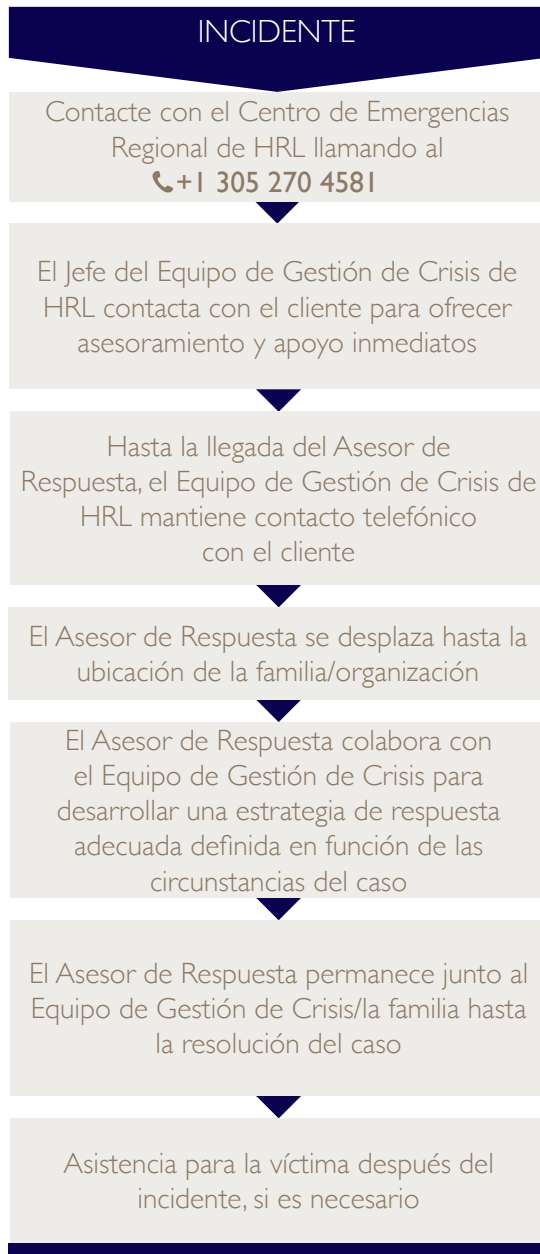 INCIDENTE
Contacte con el Centro de Emergencias
Regional de HRL llamando al
+1 305 270 4581
El Jefe del Equipo de Gestión de Crisis de
HRL contacta con el cliente para ofrecer
asesoramiento y apoyo inmediatos
Hasta la llegada del Asesor de
Respuesta, el Equipo de Gestión de Crisis de
HRL mantiene contacto telefónico
con el cliente
El Asesor de Respuesta se desplaza hasta la
ubicación de la familia/organización
El Asesor de Respuesta colabora con
el Equipo de Gestión de Crisis para
desarrollar una estrategia de respuesta
adecuada definida en función de las
circunstancias del caso
El Asesor de Respuesta permanece junto al
Equipo de Gestión de Crisis/la familia hasta
la resolución del caso
Asistencia para la víctima después del
incidente, si es necesario